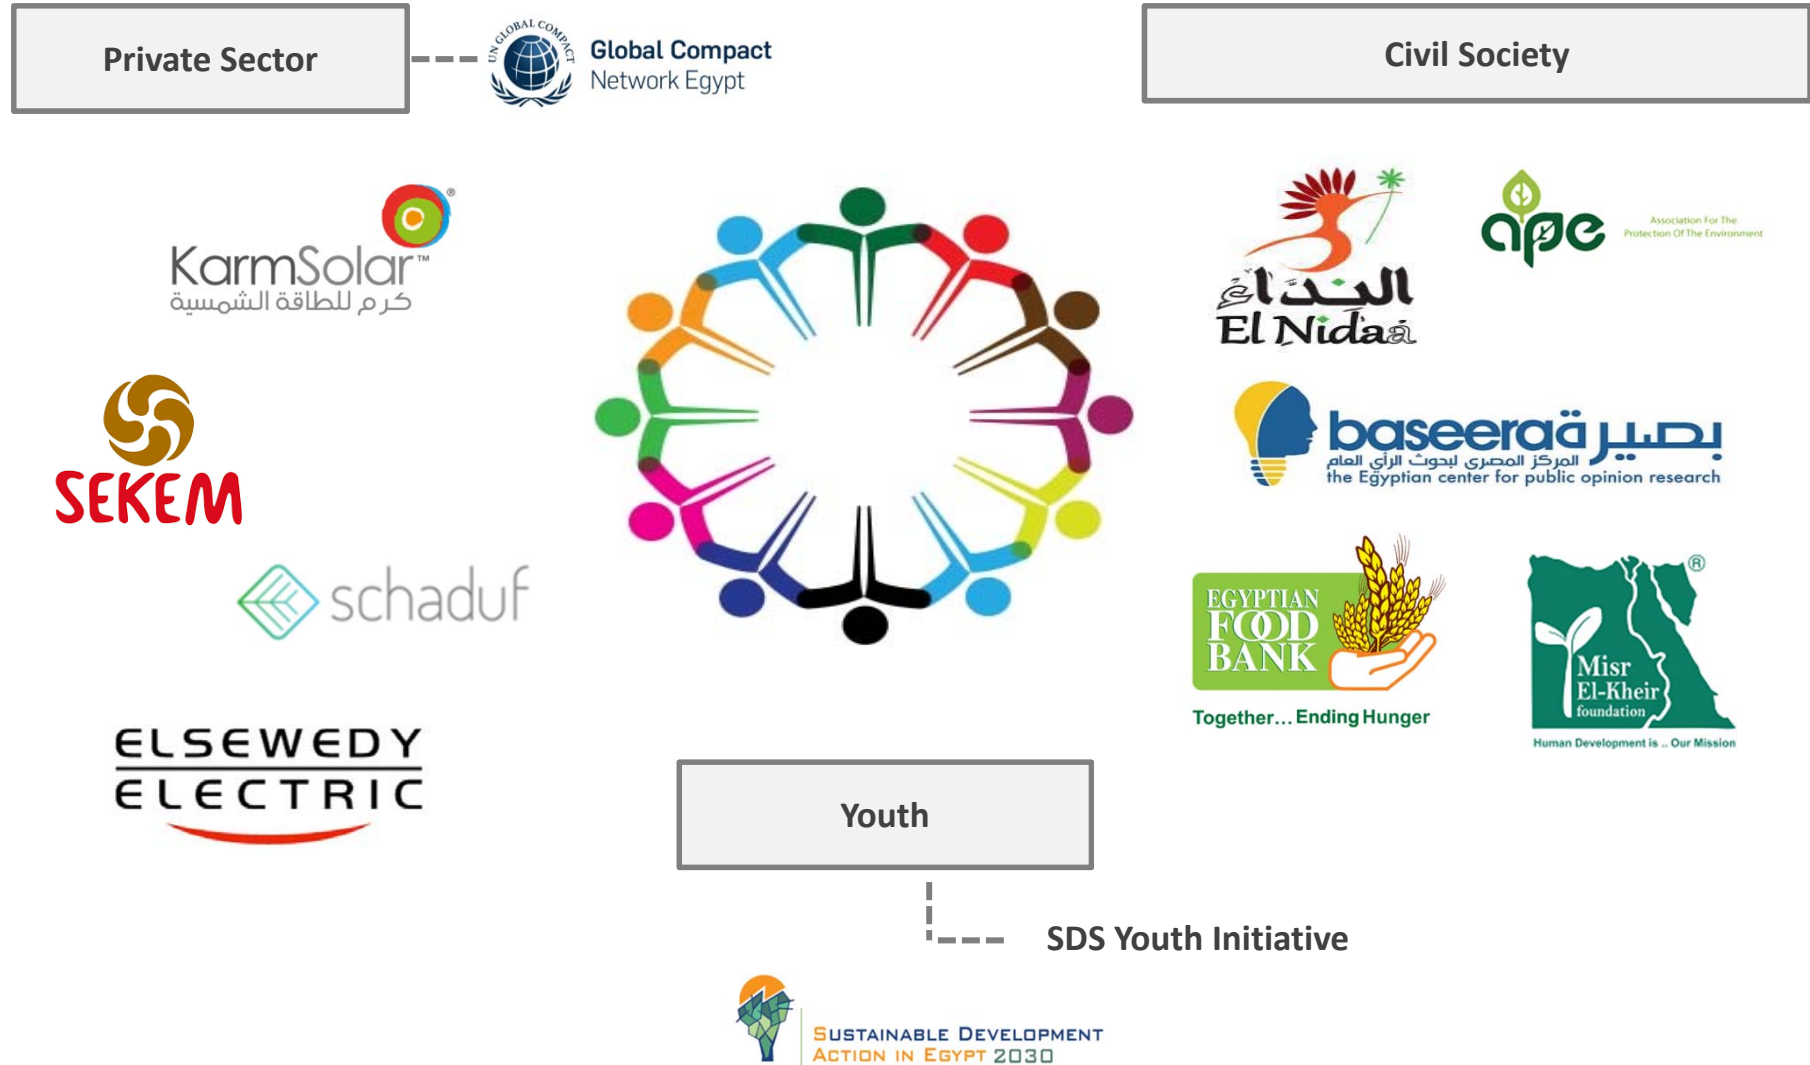 Private Sector
UN GLOBAL COMPACT
Global Compact
Network Egypt
Civil Society
KarmSolar™
كرم للطاقة الشمسية
®
SEKEM
schaduf
ELSEWEDY
ELECTRIC
النداء
El Nidaa
ape
Association For The
Protection Of The Environment
baseera بصيرة
المركز المصرى لبحوث الرأي العام
the Egyptian center for public opinion research
EGYPTIAN
FOOD
BANK
Together... Ending Hunger
®
Misr
El-Kheir
foundation
Human Development is .. Our Mission
Youth
SDS Youth Initiative
SUSTAINABLE DEVELOPMENT
ACTION IN EGYPT 2030